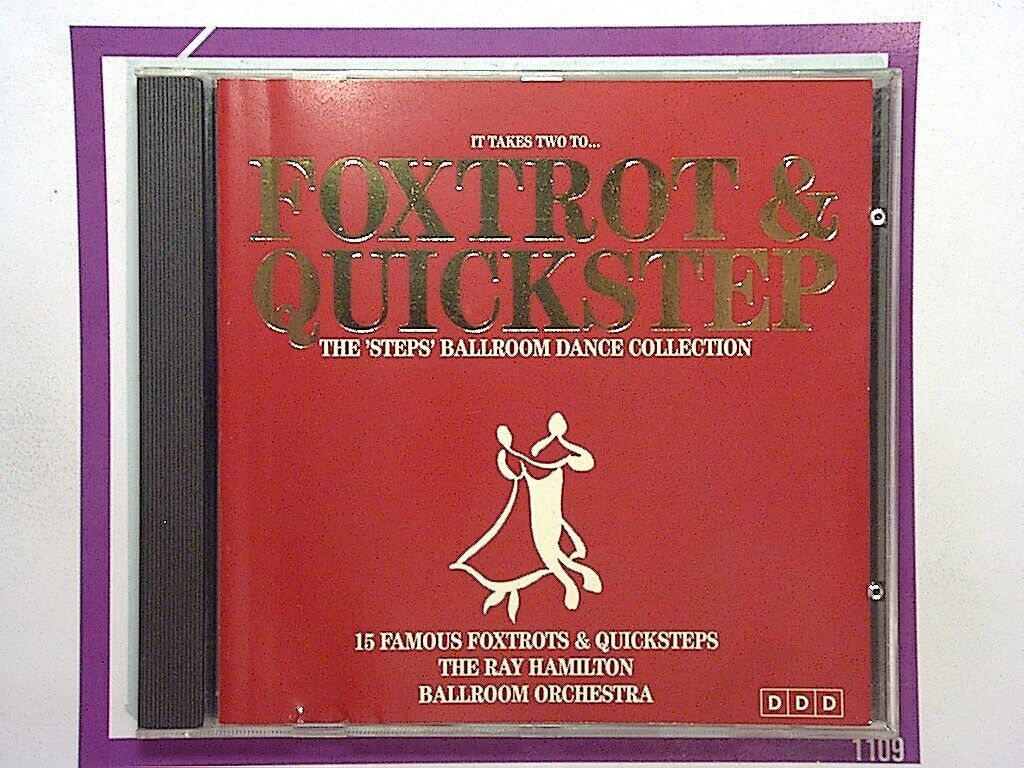 IT TAKES TWO TO...
FOXTROT &
QUICKSTEP
THE 'STEPS' BALLROOM DANCE COLLECTION
15 FAMOUS FOXTROTS & QUICKSTEPS
THE RAY HAMILTON
BALLROOM ORCHESTRA
DDD
1109